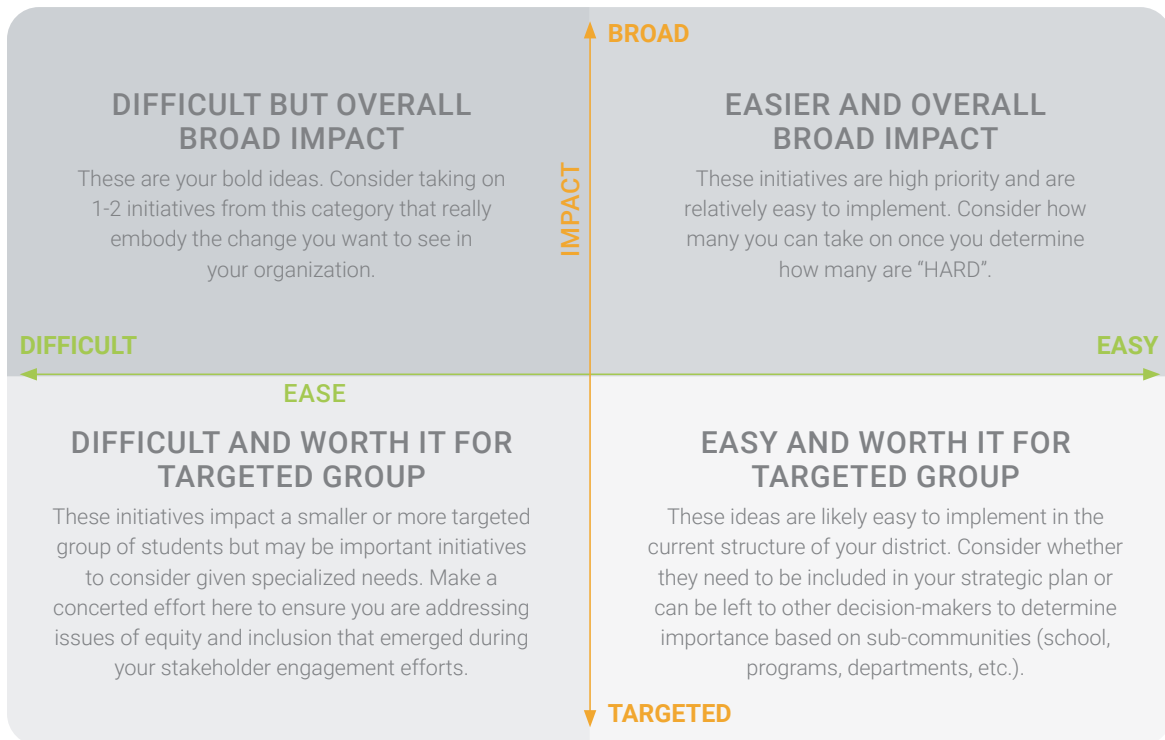 BROAD
DIFFICULT BUT OVERALL
BROAD IMPACT
These are your bold ideas. Consider taking on
1-2 initiatives from this category that really
embody the change you want to see in
your organization.
IMPACT
EASIER AND OVERALL
BROAD IMPACT
These initiatives are high priority and are
relatively easy to implement. Consider how
many you can take on once you determine
how many are “HARD”.
DIFFICULT
EASY
EASE
DIFFICULT AND WORTH IT FOR
TARGETED GROUP
These initiatives impact a smaller or more targeted
group of students but may be important initiatives
to consider given specialized needs. Make a
concerted effort here to ensure you are addressing
issues of equity and inclusion that emerged during
your stakeholder engagement efforts.
EASY AND WORTH IT FOR
TARGETED GROUP
These ideas are likely easy to implement in the
current structure of your district. Consider whether
they need to be included in your strategic plan or
can be left to other decision-makers to determine
importance based on sub-communities (school,
programs, departments, etc.).
TARGETED